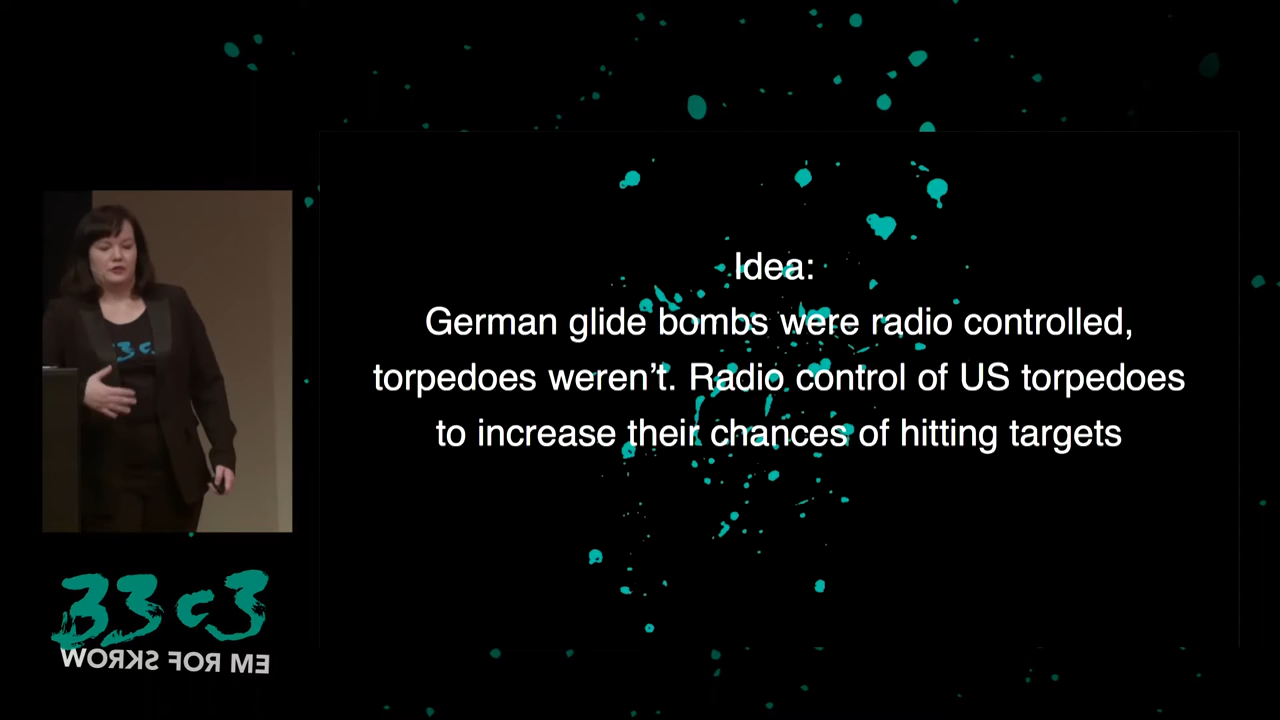 Idea:
German glide bombs were radio controlled,
torpedoes weren't. Radio control of US torpedoes
to increase their chances of hitting targets
33c3
WORKS FOR ME